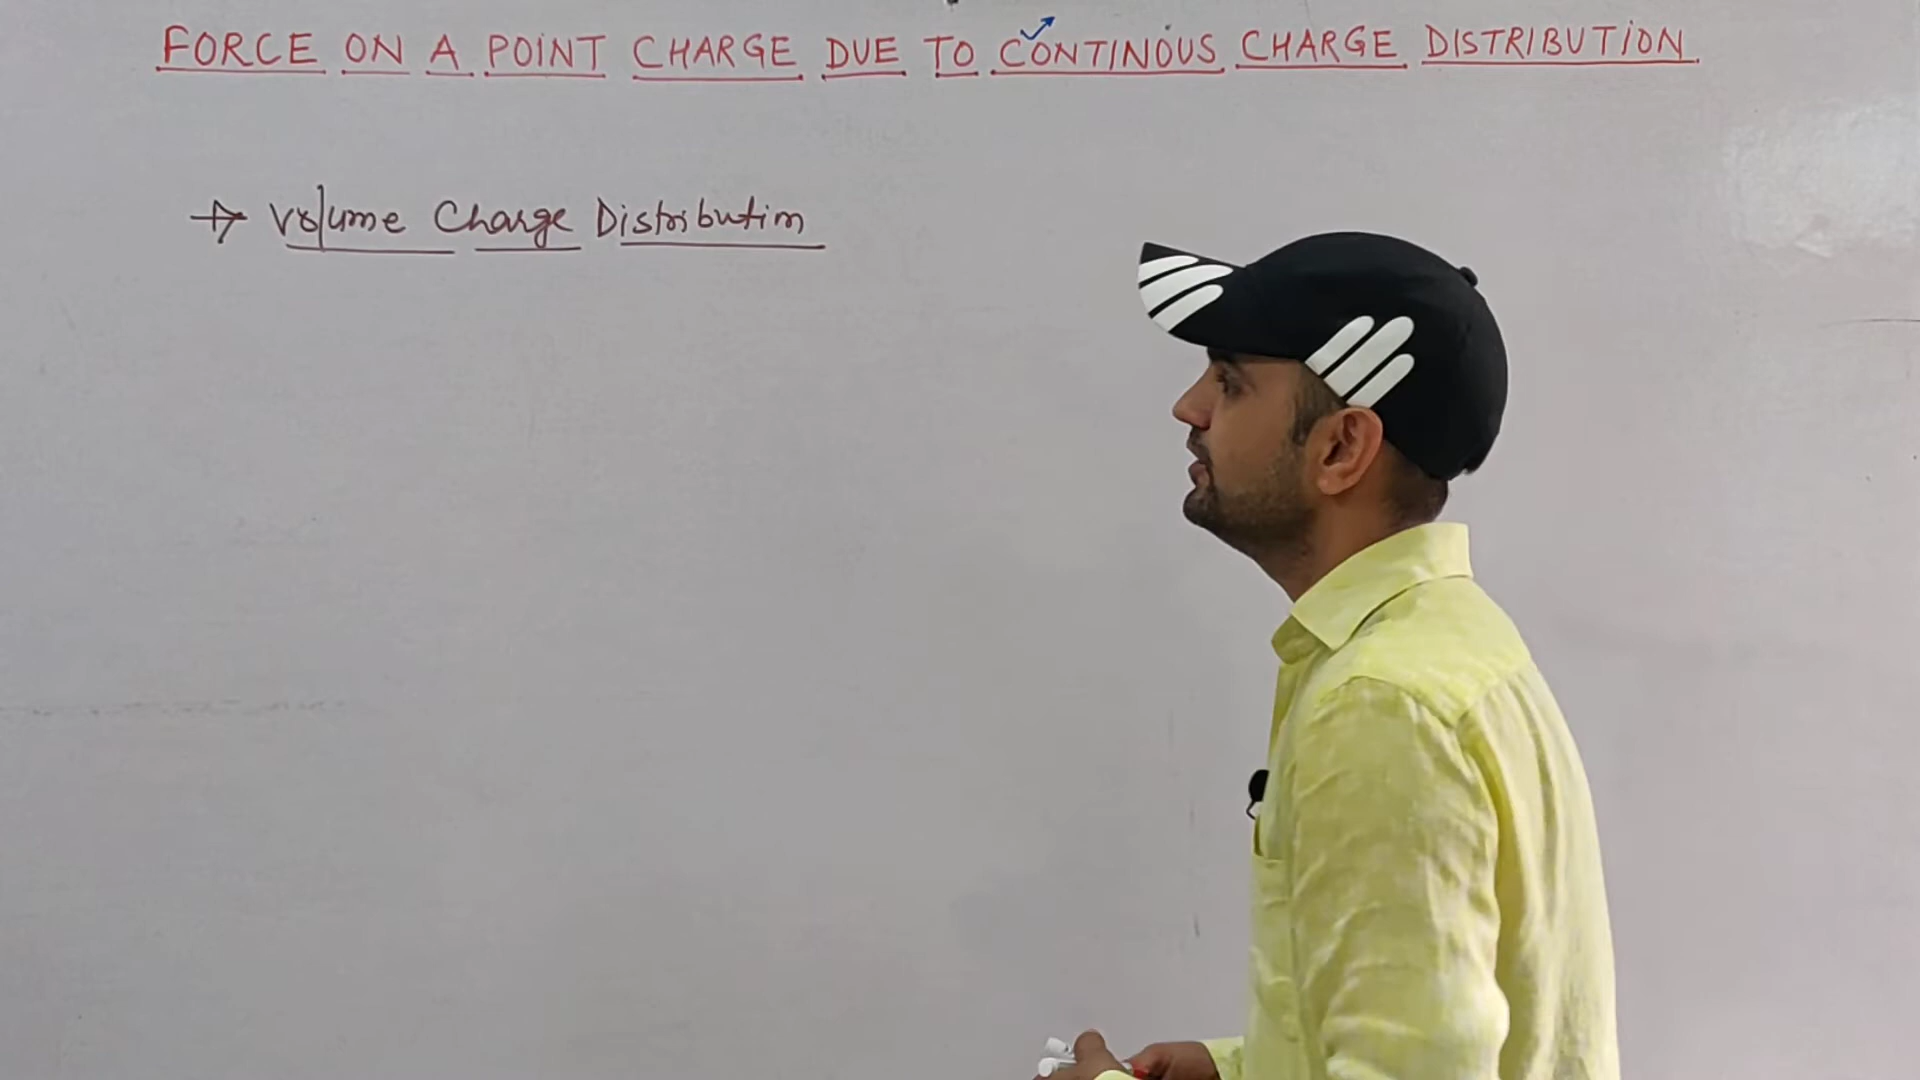 FORCE ON A POINT CHARGE DUE TO CONTINOUS CHARGE DISTRIBUTION
→ Volume Charge Distribution